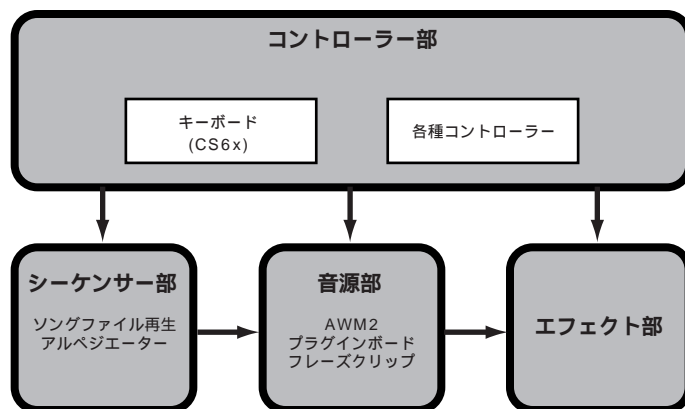 コントローラー部
キーボード
(CS6x)
各種コントローラー
シーケンサー部
ソングファイル再生
アルペジエーター
音源部
AWM2
プラグインボード
フレーズクリップ
エフェクト部